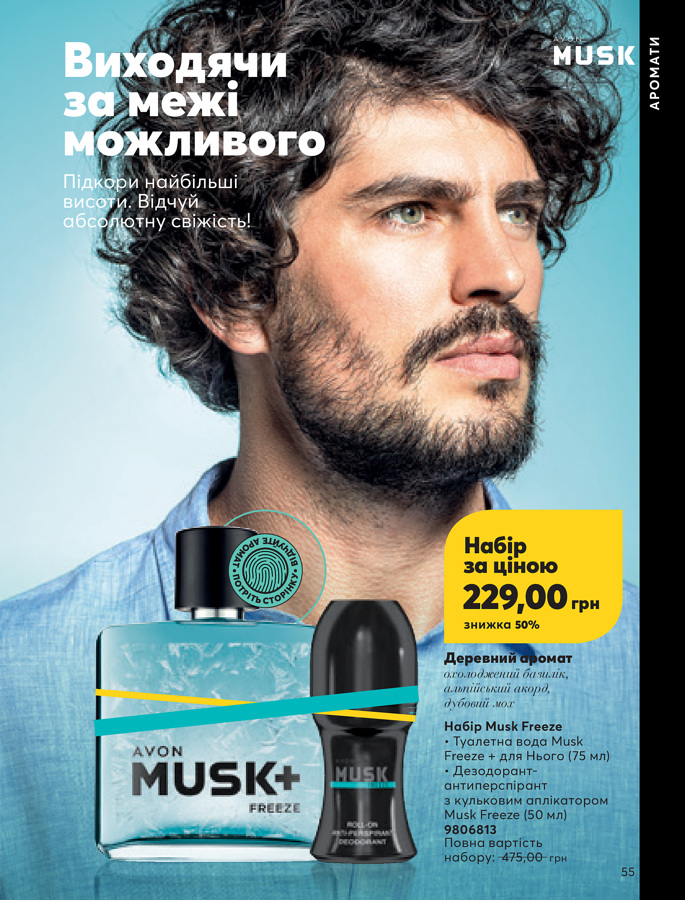 Виходячи
за межі
можливого
Підкори найбільші
висоти. Відчуй
абсолютну свіжість!
AVON
MUSK
АРОМАТИ
ВІДЧУЙТЕ АРОМАТ • ПОТРІТЬ СТОРІНКУ •
Набір
за ціною
229,00 грн
знижка 50%
Деревний аромат
охолоджений базилік,
альпійський акорд,
дубовий мох
Набір Musk Freeze
• Туалетна вода Musk
Freeze + для Нього (75 мл)
• Дезодорант-
антиперспірант
з кульковим аплікатором
Musk Freeze (50 мл)
9806813
Повна вартість
набору: 475,00 грн
AVON
MUSK+
FREEZE
AVON
MUSK
FREEZE
ROLL-ON
ANTI-PERSPIRANT
DEODORANT
55